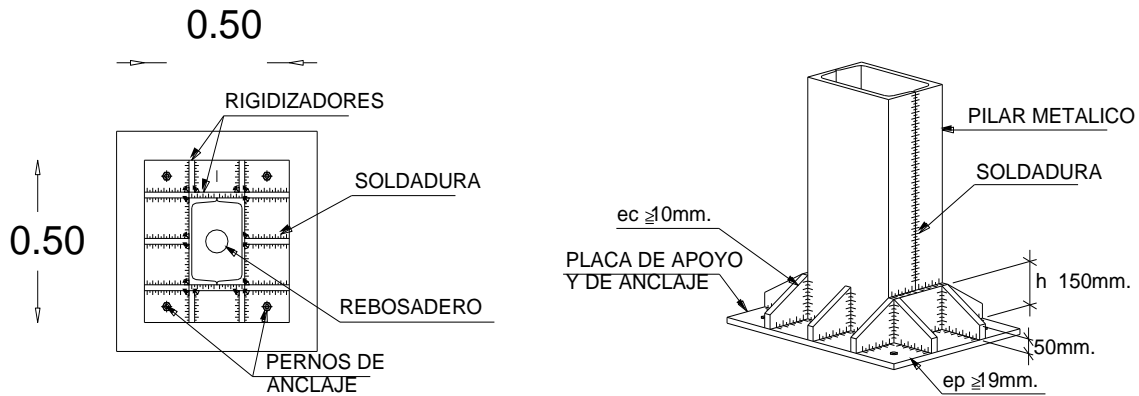 0.50
RIGIDIZADORES
SOLDADURA
0.50
REBOSADERO
PERNOS DE
ANCLAJE
PILAR METALICO
SOLDADURA
ec ≧10mm.
PLACA DE APOYO
Y DE ANCLAJE
h 150mm.
50mm.
ep ≧19mm.